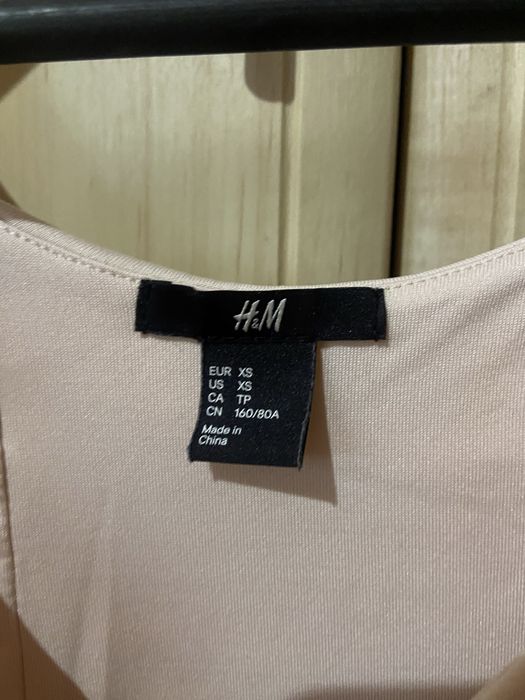 H&M
EUR XS
US XS
CA TP
CN 160/80A
Made in
China